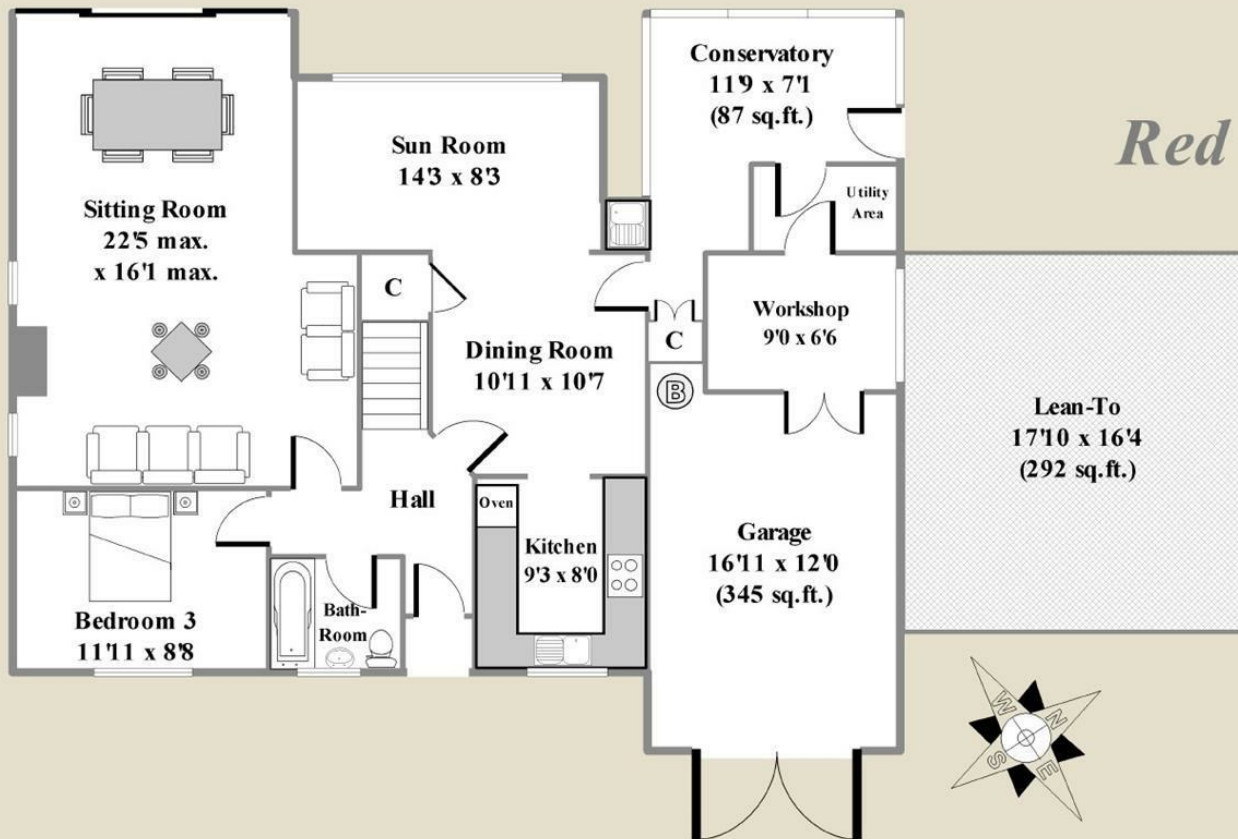 Conservatory
11'9 x 7'1
(87 sq.ft.)
Red
Sun Room
14'3 x 8'3
Utility
Area
Sitting Room
22'5 max.
x 16'1 max.
C
Workshop
9'0 x 6'6
C
Dining Room
10'11 x 10'7
B
Lean-To
17'10 x 16'4
(292 sq.ft.)
Hall
Oven
Kitchen
9'3 x 8'0
Garage
16'11 x 12'0
(345 sq.ft.)
Bedroom 3
11'11 x 8'8
Bath-
Room
W
N
S
E